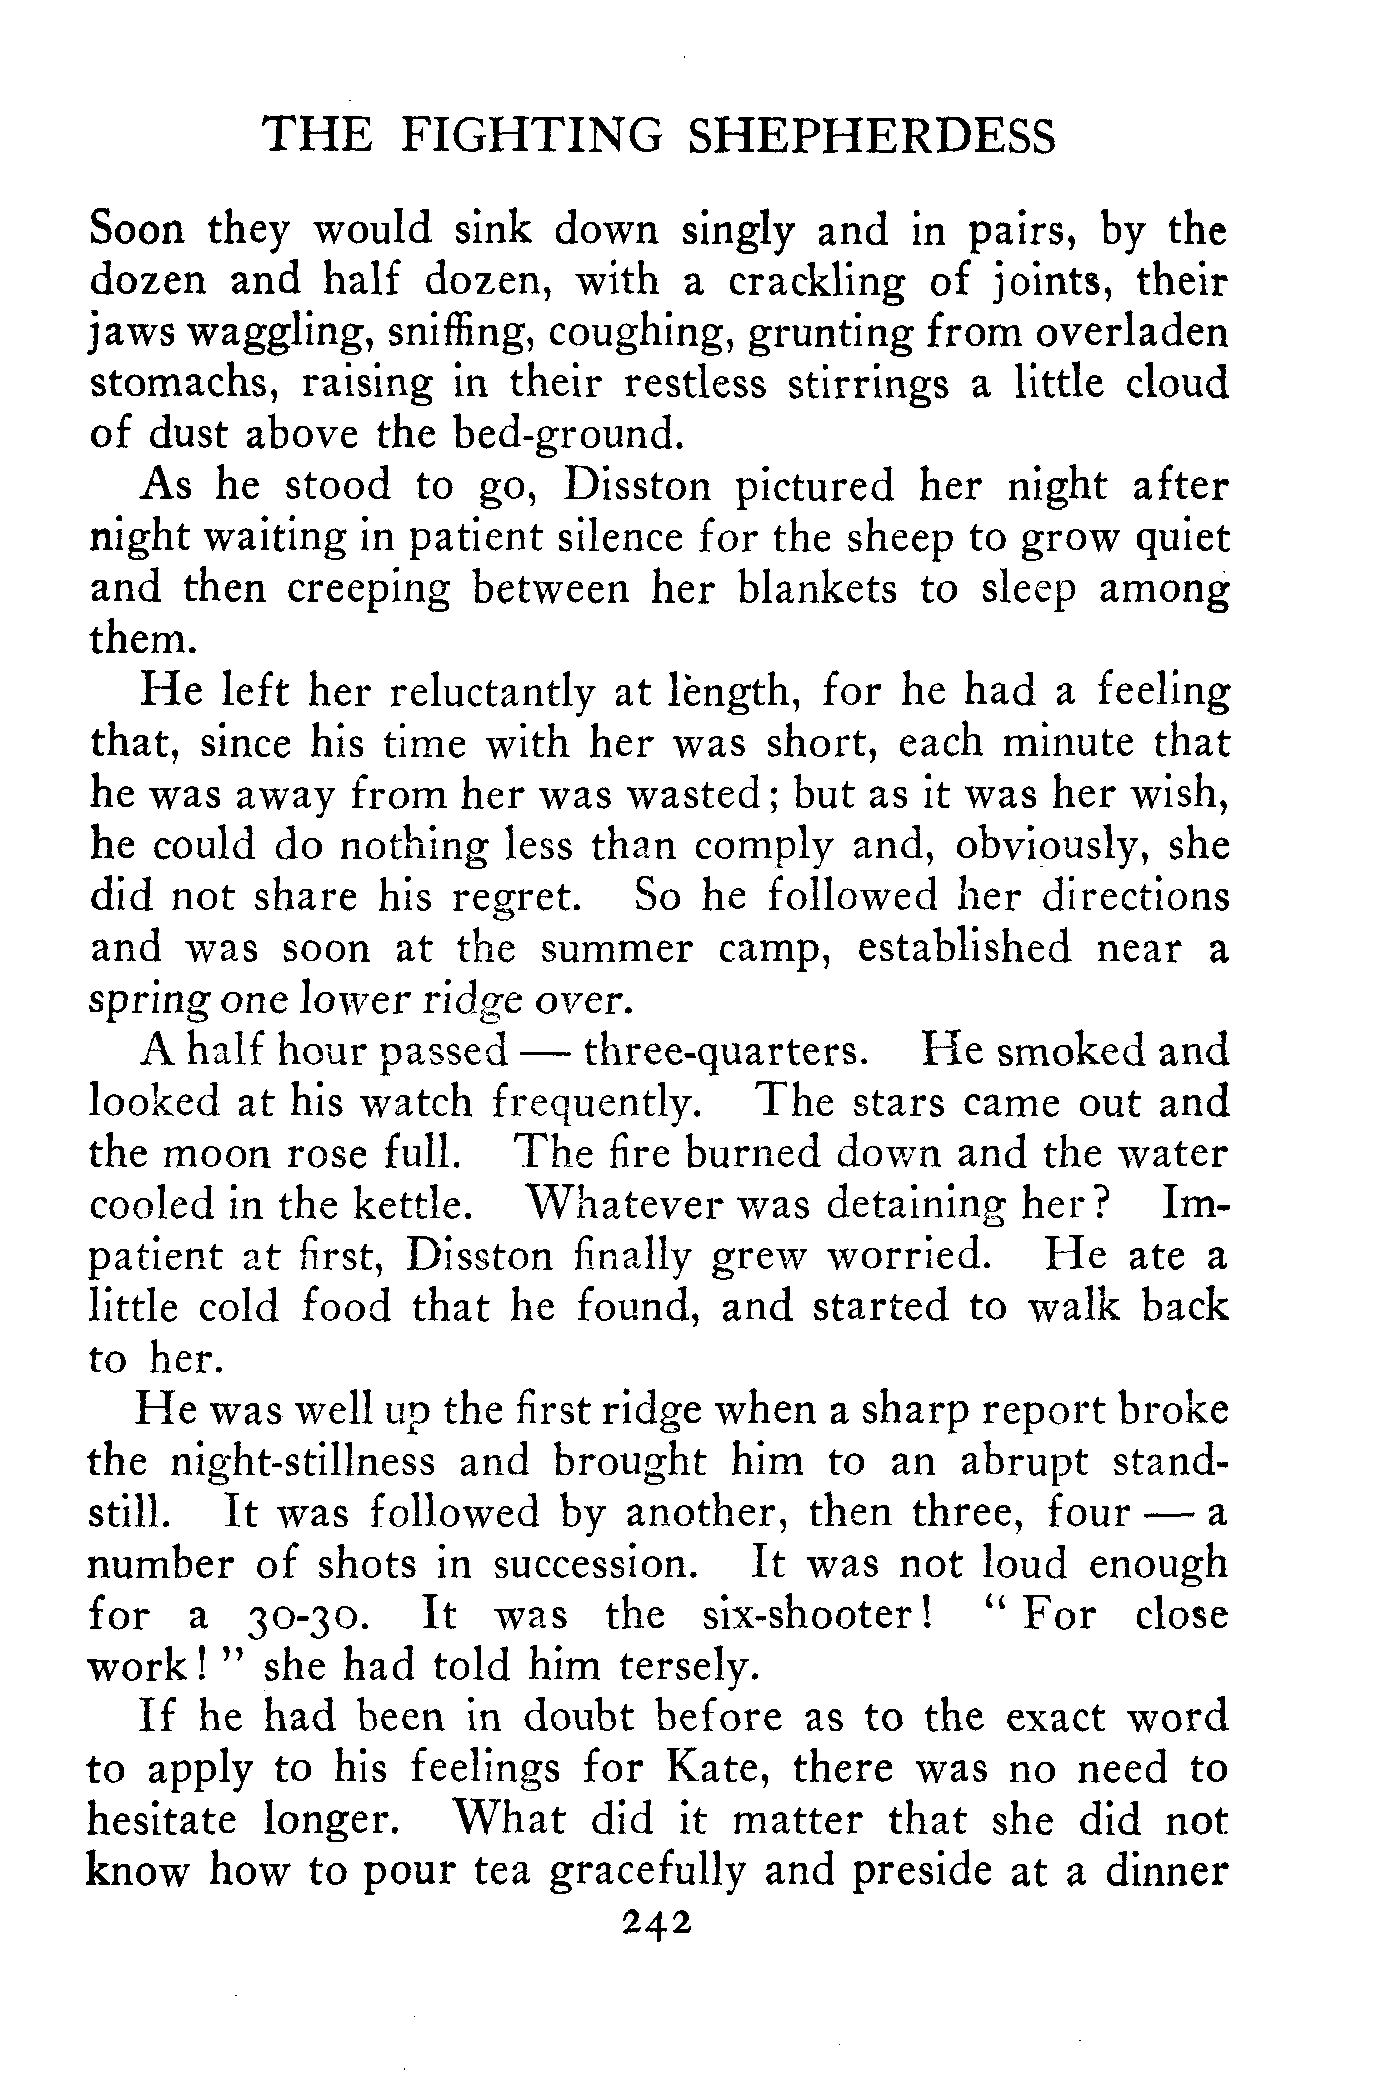 THE FIGHTING SHEPHERDESS
Soon they would sink down singly and in pairs, by the
dozen and half dozen, with a crackling of joints, their
jaws waggling, sniffing, coughing, grunting from overladen
stomachs, raising in their restless stirrings a little cloud
of dust above the bed-ground.
As he stood to go, Disston pictured her night after
night waiting in patient silence for the sheep to grow quiet
and then creeping between her blankets to sleep among
them.
He left her reluctantly at length, for he had a feeling
that, since his time with her was short, each minute that
he was away from her was wasted; but as it was her wish,
he could do nothing less than comply and, obviously, she
did not share his regret. So he followed her directions
and was soon at the summer camp, established near a
spring one lower ridge over.
A half hour passed — three-quarters. He smoked and
looked at his watch frequently. The stars came out and
the moon rose full. The fire burned down and the water
cooled in the kettle. Whatever was detaining her? Im-
patient at first, Disston finally grew worried. He ate a
little cold food that he found, and started to walk back
to her.
He was well up the first ridge when a sharp report broke
the night-stillness and brought him to an abrupt stand-
still. It was followed by another, then three, four — a
number of shots in succession. It was not loud enough
for a 30-30. It was the six-shooter! “ For close
work! ” she had told him tersely.
If he had been in doubt before as to the exact word
to apply to his feelings for Kate, there was no need to
hesitate longer. What did it matter that she did not
know how to pour tea gracefully and preside at a dinner
242